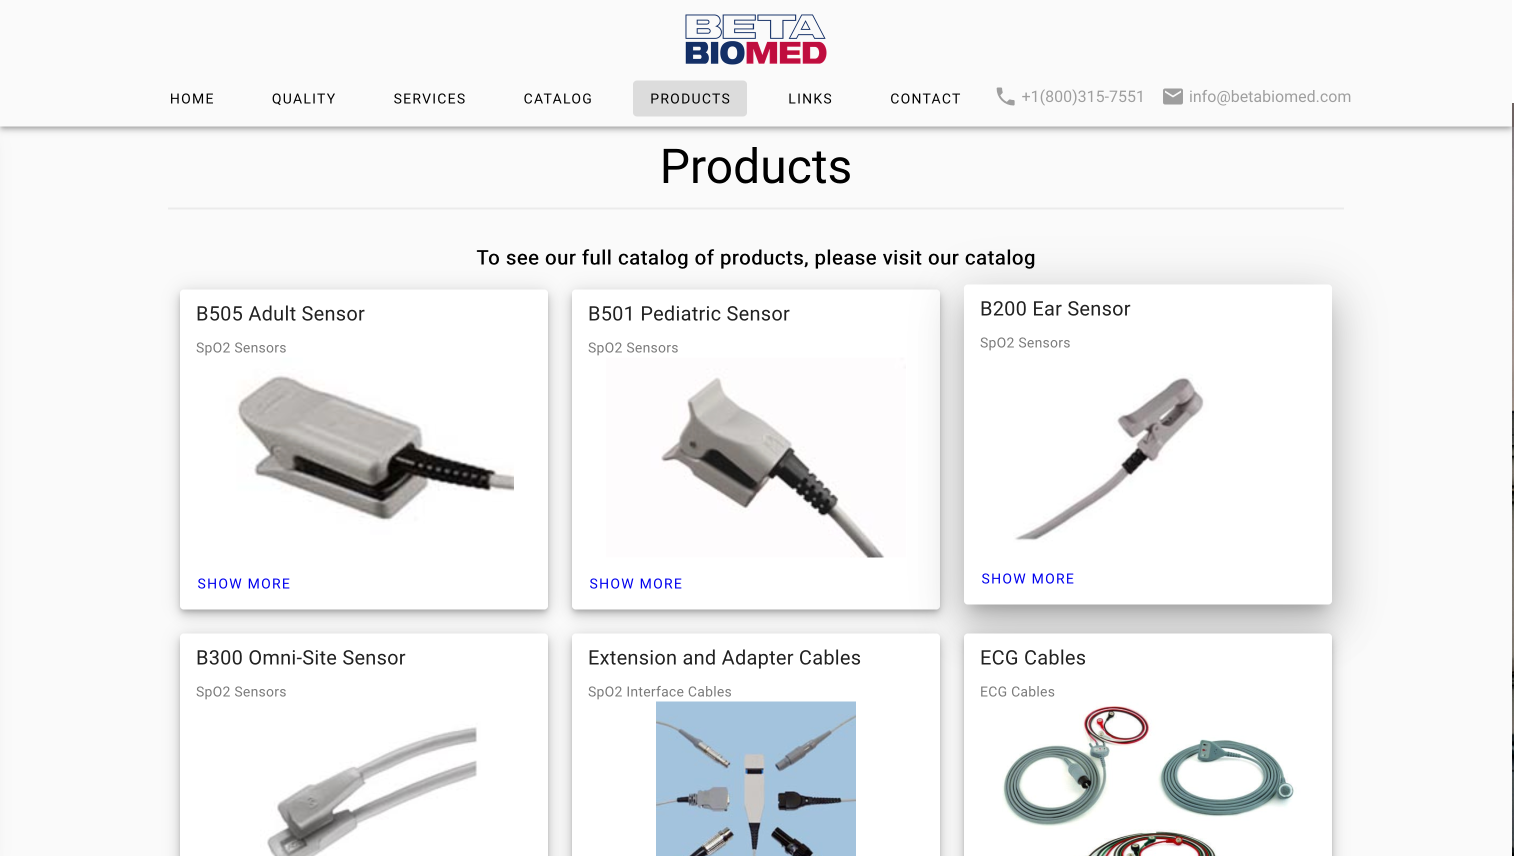 BETA
BIOMED
HOME
QUALITY
SERVICES
CATALOG
PRODUCTS
LINKS
CONTACT
+1(800)315-7551
info@betabiomed.com
Products
To see our full catalog of products, please visit our catalog
B505 Adult Sensor
SpO2 Sensors
SHOW MORE
B501 Pediatric Sensor
SpO2 Sensors
SHOW MORE
B200 Ear Sensor
SpO2 Sensors
SHOW MORE
B300 Omni-Site Sensor
SpO2 Sensors
Extension and Adapter Cables
SpO2 Interface Cables
ECG Cables
ECG Cables